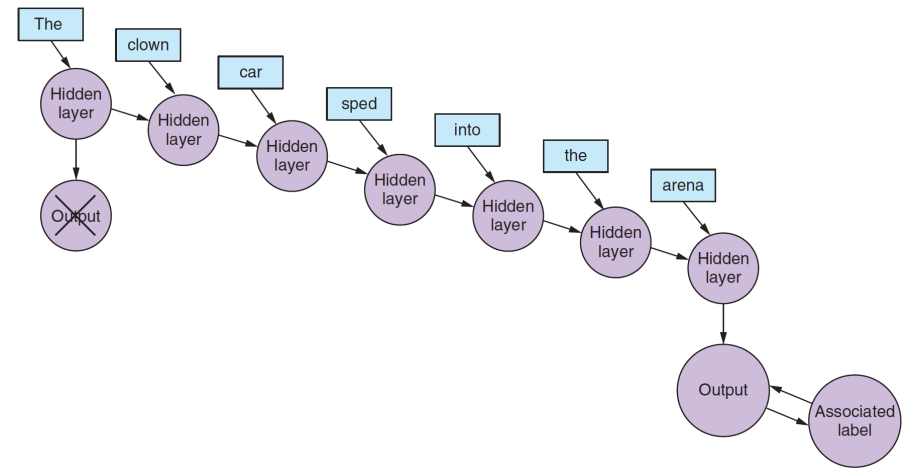 The
clown
car
sped
into
the
arena
Hidden
layer
Hidden
layer
Hidden
layer
Hidden
layer
Hidden
layer
Hidden
layer
Hidden
layer
Output
Output
Associated
label